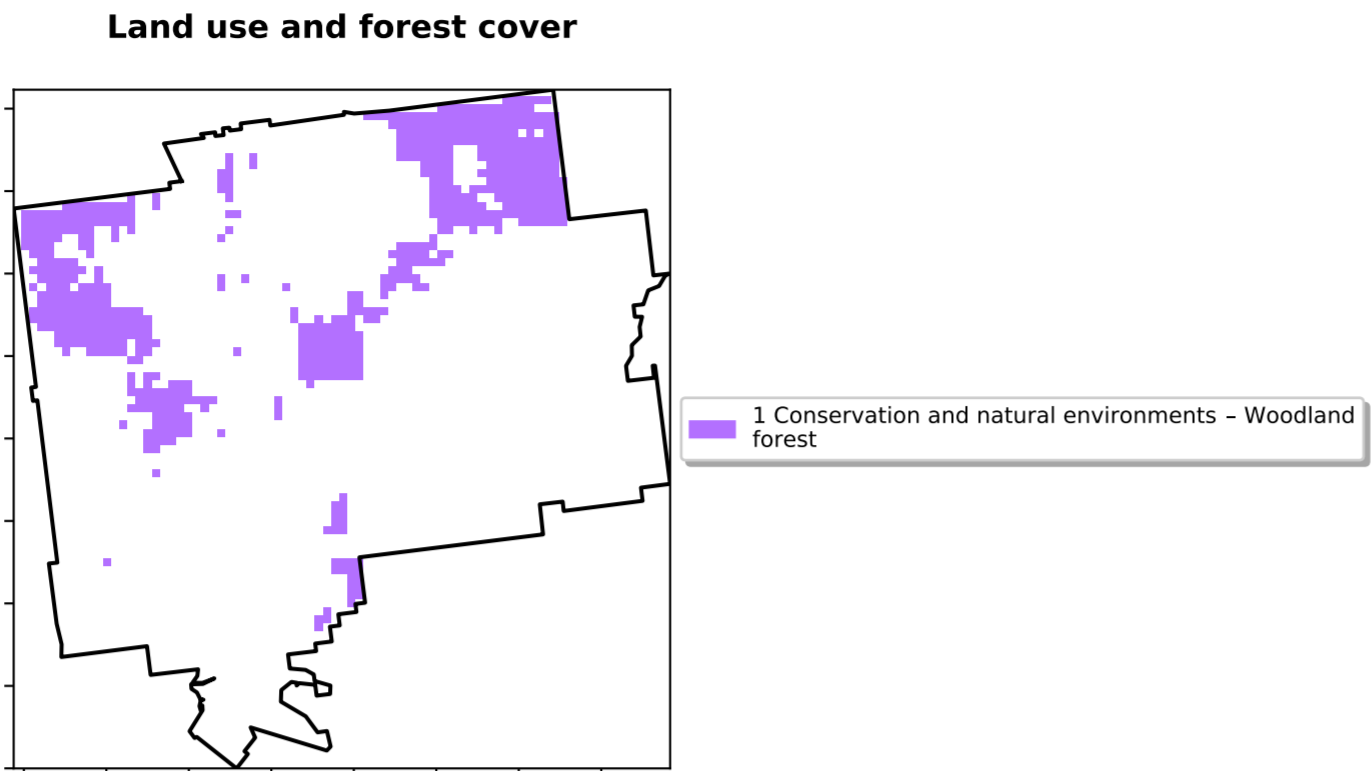 Land use and forest cover
1 Conservation and natural environments – Woodland
forest